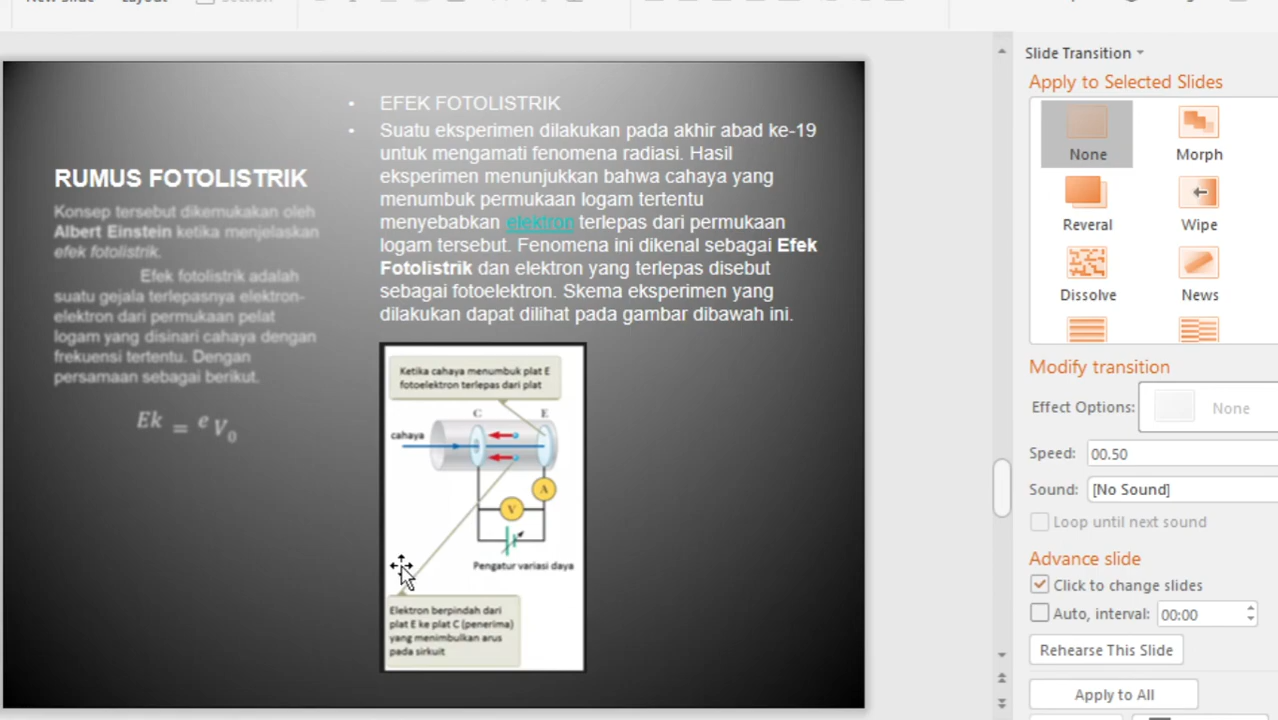 New Slide Layout Section
Slide Transition
Apply to Selected Slides
None
Morph
Reveral
Wipe
Dissolve
News
Modify transition
Effect Options: None
Speed: 00.50
Sound: [No Sound]
Loop until next sound
Advance slide
Click to change slides
Auto, interval: 00:00
Rehearse This Slide
Apply to All
RUMUS FOTOLISTRIK
Konsep tersebut dikemukakan oleh
Albert Einstein ketika menjelaskan
efek fotolistrik.
Efek fotolistrik adalah
suatu gejala terlepasnya elektron-
elektron dari permukaan pelat
logam yang disinari cahaya dengan
frekuensi tertentu. Dengan
persamaan sebagai berikut.
Ek = e V₀
• EFEK FOTOLISTRIK
• Suatu eksperimen dilakukan pada akhir abad ke-19
untuk mengamati fenomena radiasi. Hasil
eksperimen menunjukkan bahwa cahaya yang
menumbuk permukaan logam tertentu
menyebabkan elektron terlepas dari permukaan
logam tersebut. Fenomena ini dikenal sebagai Efek
Fotolistrik dan elektron yang terlepas disebut
sebagai fotoelektron. Skema eksperimen yang
dilakukan dapat dilihat pada gambar dibawah ini.
Ketika cahaya menumbuk plat E
fotoelektron terlepas dari plat
C E
cahaya
A
V
Pengatur variasi daya
Elektron berpindah dari
plat E ke plat C (penerima)
yang menimbulkan arus
pada sirkuit